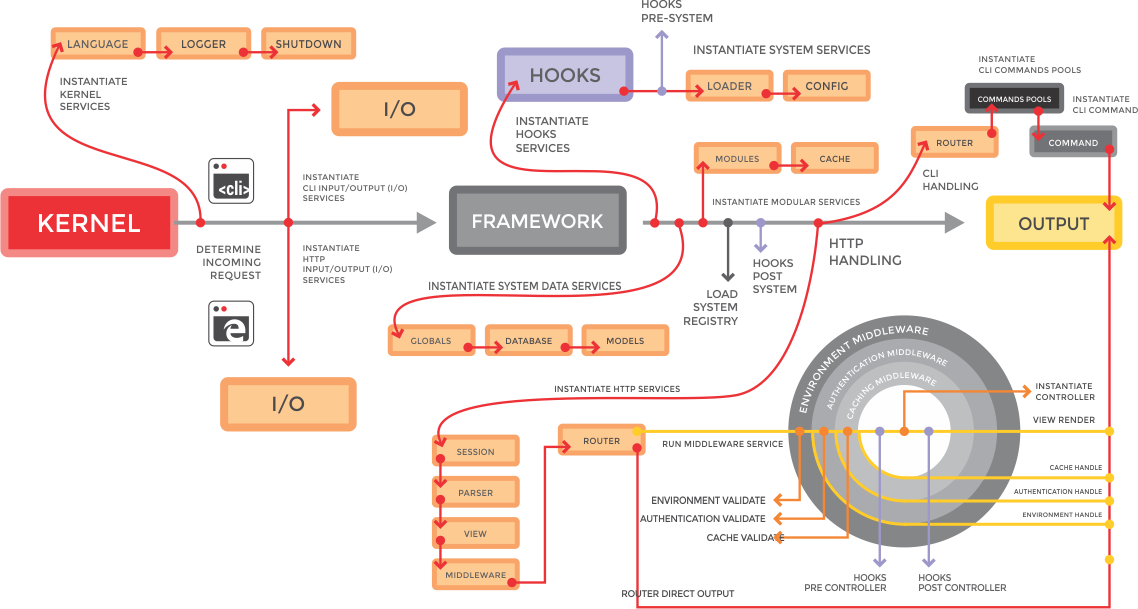 HOOKS
PRE-SYSTEM
LANGUAGE
LOGGER
SHUTDOWN
INSTANTIATE
KERNEL
SERVICES
I/O
HOOKS
INSTANTIATE SYSTEM SERVICES
LOADER
CONFIG
INSTANTIATE
HOOKS
SERVICES
INSTANTIATE
CLI COMMANDS POOLS
COMMANDS POOLS
INSTANTIATE
CLI COMMAND
ROUTER
COMMAND
CLI
HANDLING
MODULES
CACHE
INSTANTIATE MODULAR SERVICES
<cli>
INSTANTIATE
CLI INPUT/OUTPUT (I/O)
SERVICES
KERNEL
FRAMEWORK
OUTPUT
DETERMINE
INCOMING
REQUEST
INSTANTIATE
HTTP
INPUT/OUTPUT (I/O)
SERVICES
HTTP
HANDLING
HOOKS
POST
SYSTEM
LOAD
SYSTEM
REGISTRY
INSTANTIATE SYSTEM DATA SERVICES
e
GLOBALS
DATABASE
MODELS
I/O
INSTANTIATE HTTP SERVICES
ENVIRONMENT MIDDLEWARE
AUTHENTICATION MIDDLEWARE
CACHING MIDDLEWARE
INSTANTIATE
CONTROLLER
VIEW RENDER
SESSION
ROUTER
RUN MIDDLEWARE SERVICE
PARSER
VIEW
MIDDLEWARE
CACHE HANDLE
AUTHENTICATION HANDLE
ENVIRONMENT HANDLE
ENVIRONMENT VALIDATE
AUTHENTICATION VALIDATE
CACHE VALIDATE
HOOKS
PRE CONTROLLER
HOOKS
POST CONTROLLER
ROUTER DIRECT OUTPUT